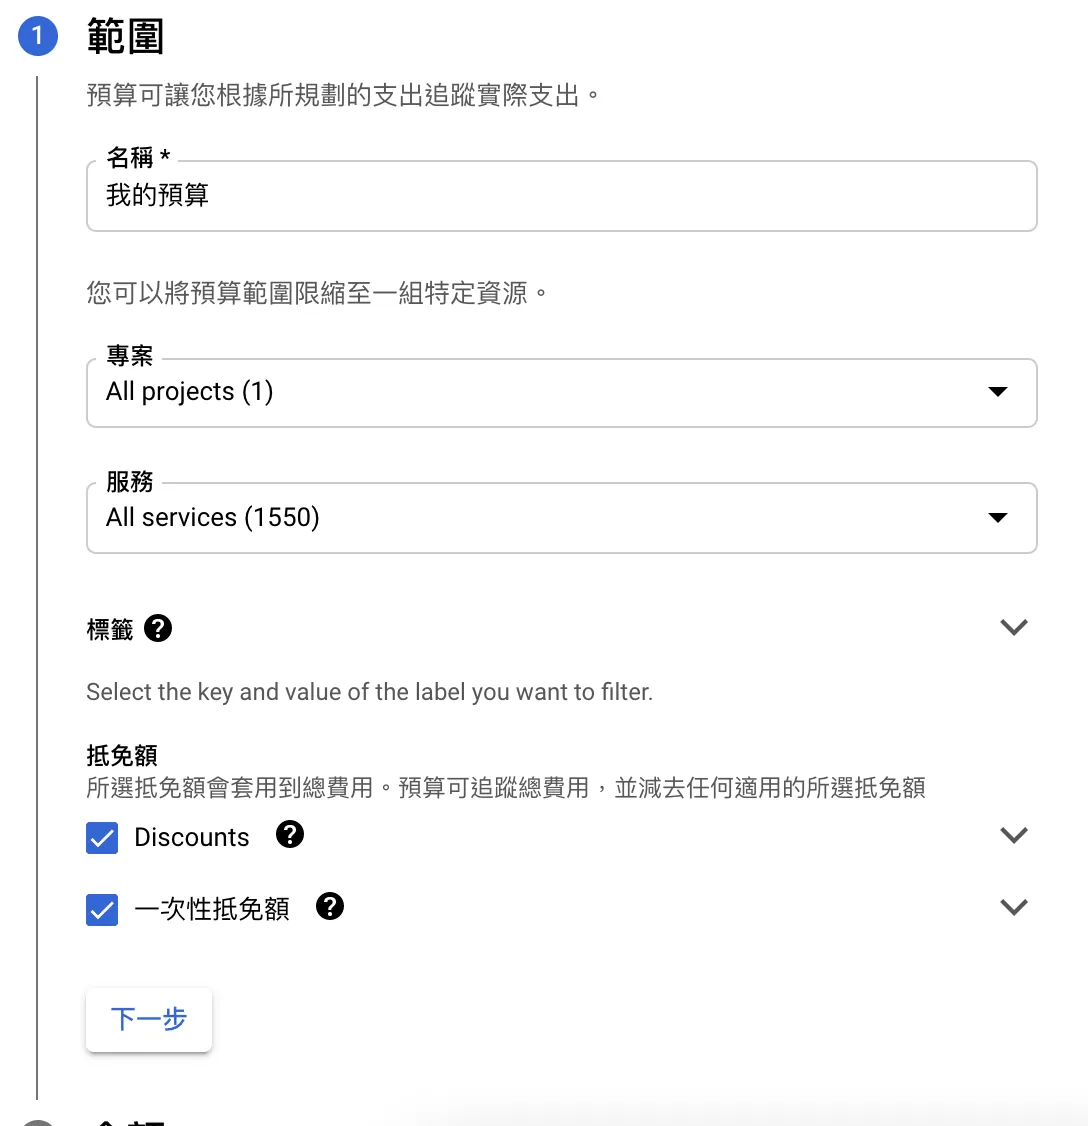 1 範圍
預算可讓您根據所規劃的支出追蹤實際支出。
名稱 *
我的預算
您可以將預算範圍限縮至一組特定資源。
專案
All projects (1)
服務
All services (1550)
標籤 ?
Select the key and value of the label you want to filter.
抵免額
所選抵免額會套用到總費用。預算可追蹤總費用，並減去任何適用的所選抵免額
Discounts ?
一次性抵免額 ?
下一步